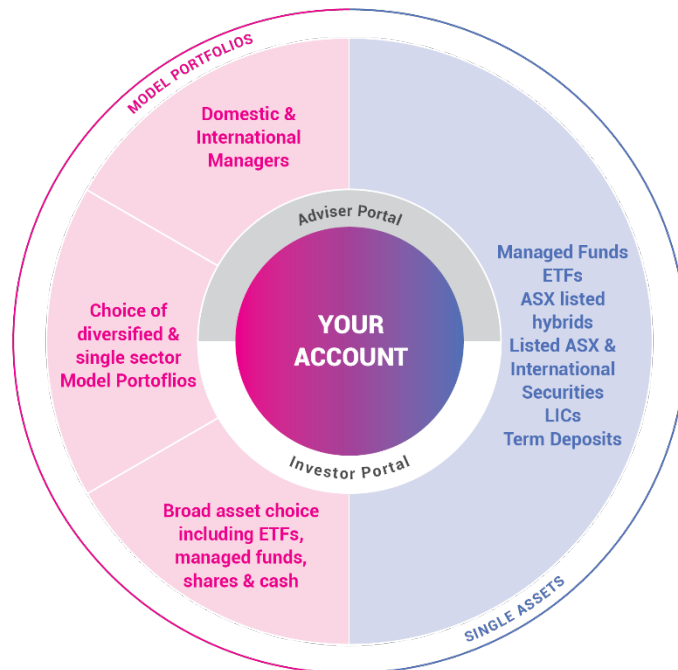 MODEL PORTFOLIOS
Domestic &
International
Managers
Adviser Portal
YOUR
ACCOUNT
Investor Portal
Choice of
diversified &
single sector
Model Portoflios
Broad asset choice
including ETFs,
managed funds,
shares & cash
Managed Funds
ETFs
ASX listed
hybrids
Listed ASX &
International
Securities
LICs
Term Deposits
SINGLE ASSETS